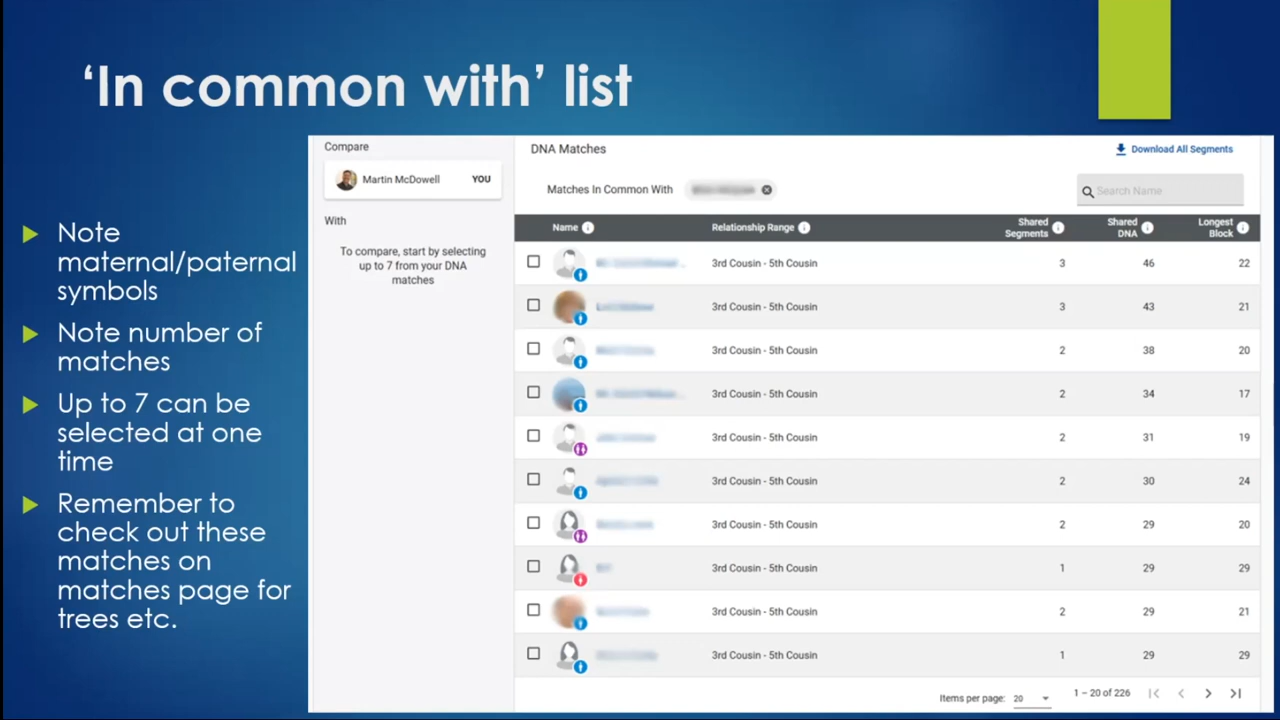 ‘In common with’ list
Note
maternal/paternal
symbols
Note number of
matches
Up to 7 can be
selected at one
time
Remember to
check out these
matches on
matches page for
trees etc.
Compare
Martin McDowell YOU
With
To compare, start by selecting
up to 7 from your DNA
matches
DNA Matches
Download All Segments
Matches In Common With
Search Name
Name Relationship Range Shared Segments Shared DNA Longest Block
3rd Cousin - 5th Cousin 3 46 22
3rd Cousin - 5th Cousin 3 43 21
3rd Cousin - 5th Cousin 2 38 20
3rd Cousin - 5th Cousin 2 34 17
3rd Cousin - 5th Cousin 2 31 19
3rd Cousin - 5th Cousin 2 30 24
3rd Cousin - 5th Cousin 2 29 20
3rd Cousin - 5th Cousin 1 29 29
3rd Cousin - 5th Cousin 2 29 21
3rd Cousin - 5th Cousin 1 29 29
Items per page: 20 1 – 20 of 226